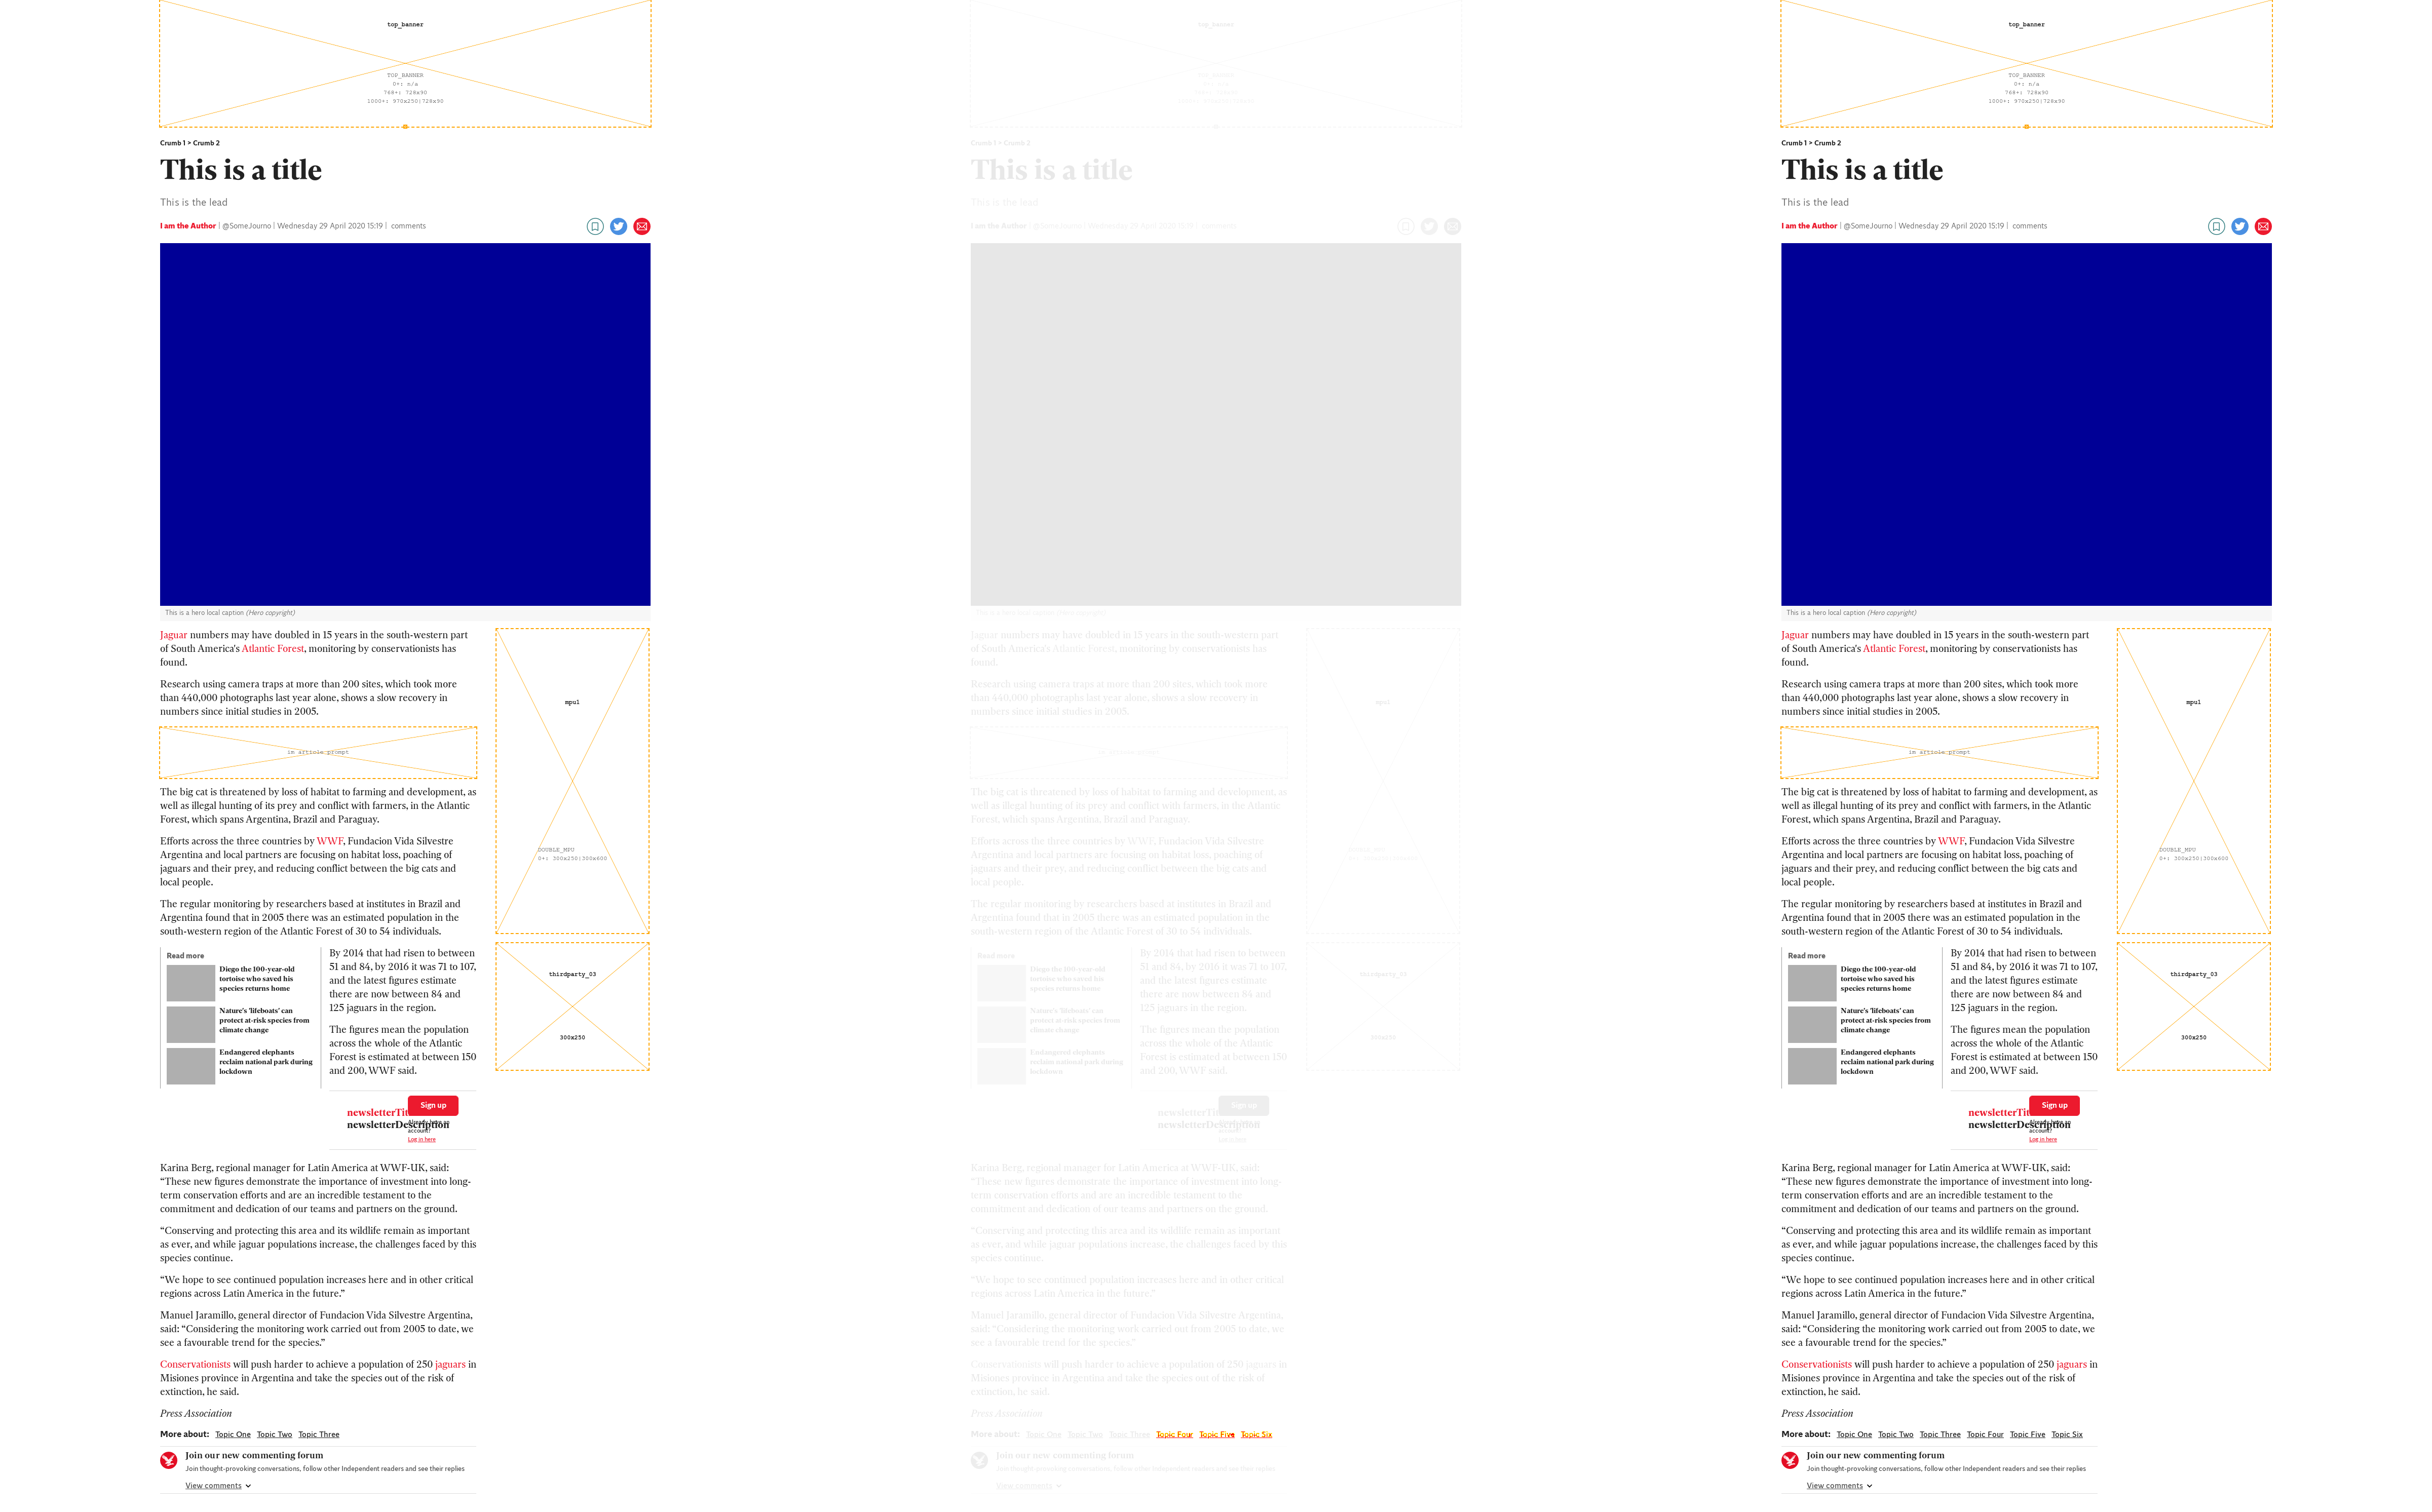 top_banner
TOP_BANNER
0+: n/a
768+: 728x90
1000+: 970x250|728x90
Crumb 1 > Crumb 2
This is a title
This is the lead
I am the Author | @SomeJourno | Wednesday 29 April 2020 15:19 | comments
This is a hero local caption (Hero copyright)
Jaguar numbers may have doubled in 15 years in the south-western part
of South America's Atlantic Forest, monitoring by conservationists has
found.
Research using camera traps at more than 200 sites, which took more
than 440,000 photographs last year alone, shows a slow recovery in
numbers since initial studies in 2005.
in article prompt
The big cat is threatened by loss of habitat to farming and development, as
well as illegal hunting of its prey and conflict with farmers, in the Atlantic
Forest, which spans Argentina, Brazil and Paraguay.
Efforts across the three countries by WWF, Fundacion Vida Silvestre
Argentina and local partners are focusing on habitat loss, poaching of
jaguars and their prey, and reducing conflict between the big cats and
local people.
The regular monitoring by researchers based at institutes in Brazil and
Argentina found that in 2005 there was an estimated population in the
south-western region of the Atlantic Forest of 30 to 54 individuals.
Read more
Diego the 100-year-old
tortoise who saved his
species returns home
Nature's 'lifeboats' can
protect at-risk species from
climate change
Endangered elephants
reclaim national park during
lockdown
By 2014 that had risen to between
51 and 84, by 2016 it was 71 to 107,
and the latest figures estimate
there are now between 84 and
125 jaguars in the region.
The figures mean the population
across the whole of the Atlantic
Forest is estimated at between 150
and 200, WWF said.
newsletterTit
newsletterDescription
Sign up
account?
Log in here
Karina Berg, regional manager for Latin America at WWF-UK, said:
“These new figures demonstrate the importance of investment into long-
term conservation efforts and are an incredible testament to the
commitment and dedication of our teams and partners on the ground.
“Conserving and protecting this area and its wildlife remain as important
as ever, and while jaguar populations increase, the challenges faced by this
species continue.
“We hope to see continued population increases here and in other critical
regions across Latin America in the future.”
Manuel Jaramillo, general director of Fundacion Vida Silvestre Argentina,
said: “Considering the monitoring work carried out from 2005 to date, we
see a favourable trend for the species.”
Conservationists will push harder to achieve a population of 250 jaguars in
Misiones province in Argentina and take the species out of the risk of
extinction, he said.
Press Association
More about: Topic One Topic Two Topic Three
Join our new commenting forum
Join thought-provoking conversations, follow other Independent readers and see their replies
View comments
mpu1
DOUBLE_MPU
0+: 300x250|300x600
thirdparty_03
300x250
This is a title
This is the lead
Jaguar numbers may have doubled in 15 years in the south-western part
of South America's Atlantic Forest, monitoring by conservationists has
found.
Research using camera traps at more than 200 sites, which took more
than 440,000 photographs last year alone, shows a slow recovery in
numbers since initial studies in 2005.
The big cat is threatened by loss of habitat to farming and development, as
well as illegal hunting of its prey and conflict with farmers, in the Atlantic
Forest, which spans Argentina, Brazil and Paraguay.
Efforts across the three countries by WWF, Fundacion Vida Silvestre
Argentina and local partners are focusing on habitat loss, poaching of
jaguars and their prey, and reducing conflict between the big cats and
local people.
The regular monitoring by researchers based at institutes in Brazil and
Argentina found that in 2005 there was an estimated population in the
south-western region of the Atlantic Forest of 30 to 54 individuals.
Read more
Diego the 100-year-old
tortoise who saved his
species returns home
Nature's 'lifeboats' can
protect at-risk species from
climate change
Endangered elephants
reclaim national park during
lockdown
By 2014 that had risen to between
51 and 84, by 2016 it was 71 to 107,
and the latest figures estimate
there are now between 84 and
125 jaguars in the region.
The figures mean the population
across the whole of the Atlantic
Forest is estimated at between 150
and 200, WWF said.
newsletterTit
newsletterDescription
Sign up
Karina Berg, regional manager for Latin America at WWF-UK, said:
“These new figures demonstrate the importance of investment into long-
term conservation efforts and are an incredible testament to the
commitment and dedication of our teams and partners on the ground.
“Conserving and protecting this area and its wildlife remain as important
as ever, and while jaguar populations increase, the challenges faced by this
species continue.
“We hope to see continued population increases here and in other critical
regions across Latin America in the future.”
Manuel Jaramillo, general director of Fundacion Vida Silvestre Argentina,
said: “Considering the monitoring work carried out from 2005 to date, we
see a favourable trend for the species.”
Conservationists will push harder to achieve a population of 250 jaguars in
Misiones province in Argentina and take the species out of the risk of
extinction, he said.
Press Association
More about: Topic One Topic Two Topic Three Topic Four Topic Five Topic Six
Join our new commenting forum
View comments
mpu1
thirdparty_03
300x250
top_banner
TOP_BANNER
0+: n/a
768+: 728x90
1000+: 970x250|728x90
Crumb 1 > Crumb 2
This is a title
This is the lead
I am the Author | @SomeJourno | Wednesday 29 April 2020 15:19 | comments
This is a hero local caption (Hero copyright)
Jaguar numbers may have doubled in 15 years in the south-western part
of South America's Atlantic Forest, monitoring by conservationists has
found.
Research using camera traps at more than 200 sites, which took more
than 440,000 photographs last year alone, shows a slow recovery in
numbers since initial studies in 2005.
in article prompt
The big cat is threatened by loss of habitat to farming and development, as
well as illegal hunting of its prey and conflict with farmers, in the Atlantic
Forest, which spans Argentina, Brazil and Paraguay.
Efforts across the three countries by WWF, Fundacion Vida Silvestre
Argentina and local partners are focusing on habitat loss, poaching of
jaguars and their prey, and reducing conflict between the big cats and
local people.
The regular monitoring by researchers based at institutes in Brazil and
Argentina found that in 2005 there was an estimated population in the
south-western region of the Atlantic Forest of 30 to 54 individuals.
Read more
Diego the 100-year-old
tortoise who saved his
species returns home
Nature's 'lifeboats' can
protect at-risk species from
climate change
Endangered elephants
reclaim national park during
lockdown
By 2014 that had risen to between
51 and 84, by 2016 it was 71 to 107,
and the latest figures estimate
there are now between 84 and
125 jaguars in the region.
The figures mean the population
across the whole of the Atlantic
Forest is estimated at between 150
and 200, WWF said.
newsletterTit
newsletterDescription
Sign up
account?
Log in here
Karina Berg, regional manager for Latin America at WWF-UK, said:
“These new figures demonstrate the importance of investment into long-
term conservation efforts and are an incredible testament to the
commitment and dedication of our teams and partners on the ground.
“Conserving and protecting this area and its wildlife remain as important
as ever, and while jaguar populations increase, the challenges faced by this
species continue.
“We hope to see continued population increases here and in other critical
regions across Latin America in the future.”
Manuel Jaramillo, general director of Fundacion Vida Silvestre Argentina,
said: “Considering the monitoring work carried out from 2005 to date, we
see a favourable trend for the species.”
Conservationists will push harder to achieve a population of 250 jaguars in
Misiones province in Argentina and take the species out of the risk of
extinction, he said.
Press Association
More about: Topic One Topic Two Topic Three Topic Four Topic Five Topic Six
Join our new commenting forum
Join thought-provoking conversations, follow other Independent readers and see their replies
View comments
mpu1
DOUBLE_MPU
0+: 300x250|300x600
thirdparty_03
300x250